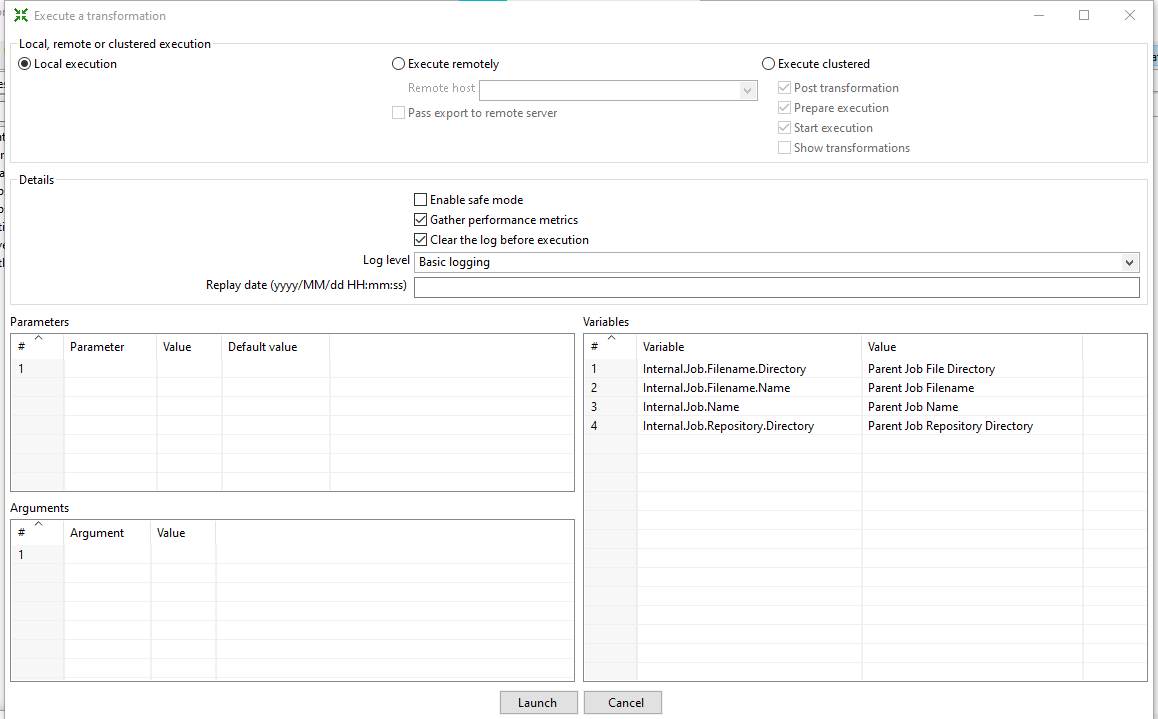 Execute a transformation
Local, remote or clustered execution
Local execution
Execute remotely
Execute clustered
Remote host
Post transformation
Prepare execution
Pass export to remote server
Start execution
Show transformations
Details
Enable safe mode
Gather performance metrics
Clear the log before execution
Log level Basic logging
Replay date (yyyy/MM/dd HH:mm:ss)
Parameters
# Parameter Value Default value
1
Variables
# Variable Value
1 Internal.Job.Filename.Directory Parent Job File Directory
2 Internal.Job.Filename.Name Parent Job Filename
3 Internal.Job.Name Parent Job Name
4 Internal.Job.Repository.Directory Parent Job Repository Directory
Arguments
# Argument Value
1
Launch Cancel